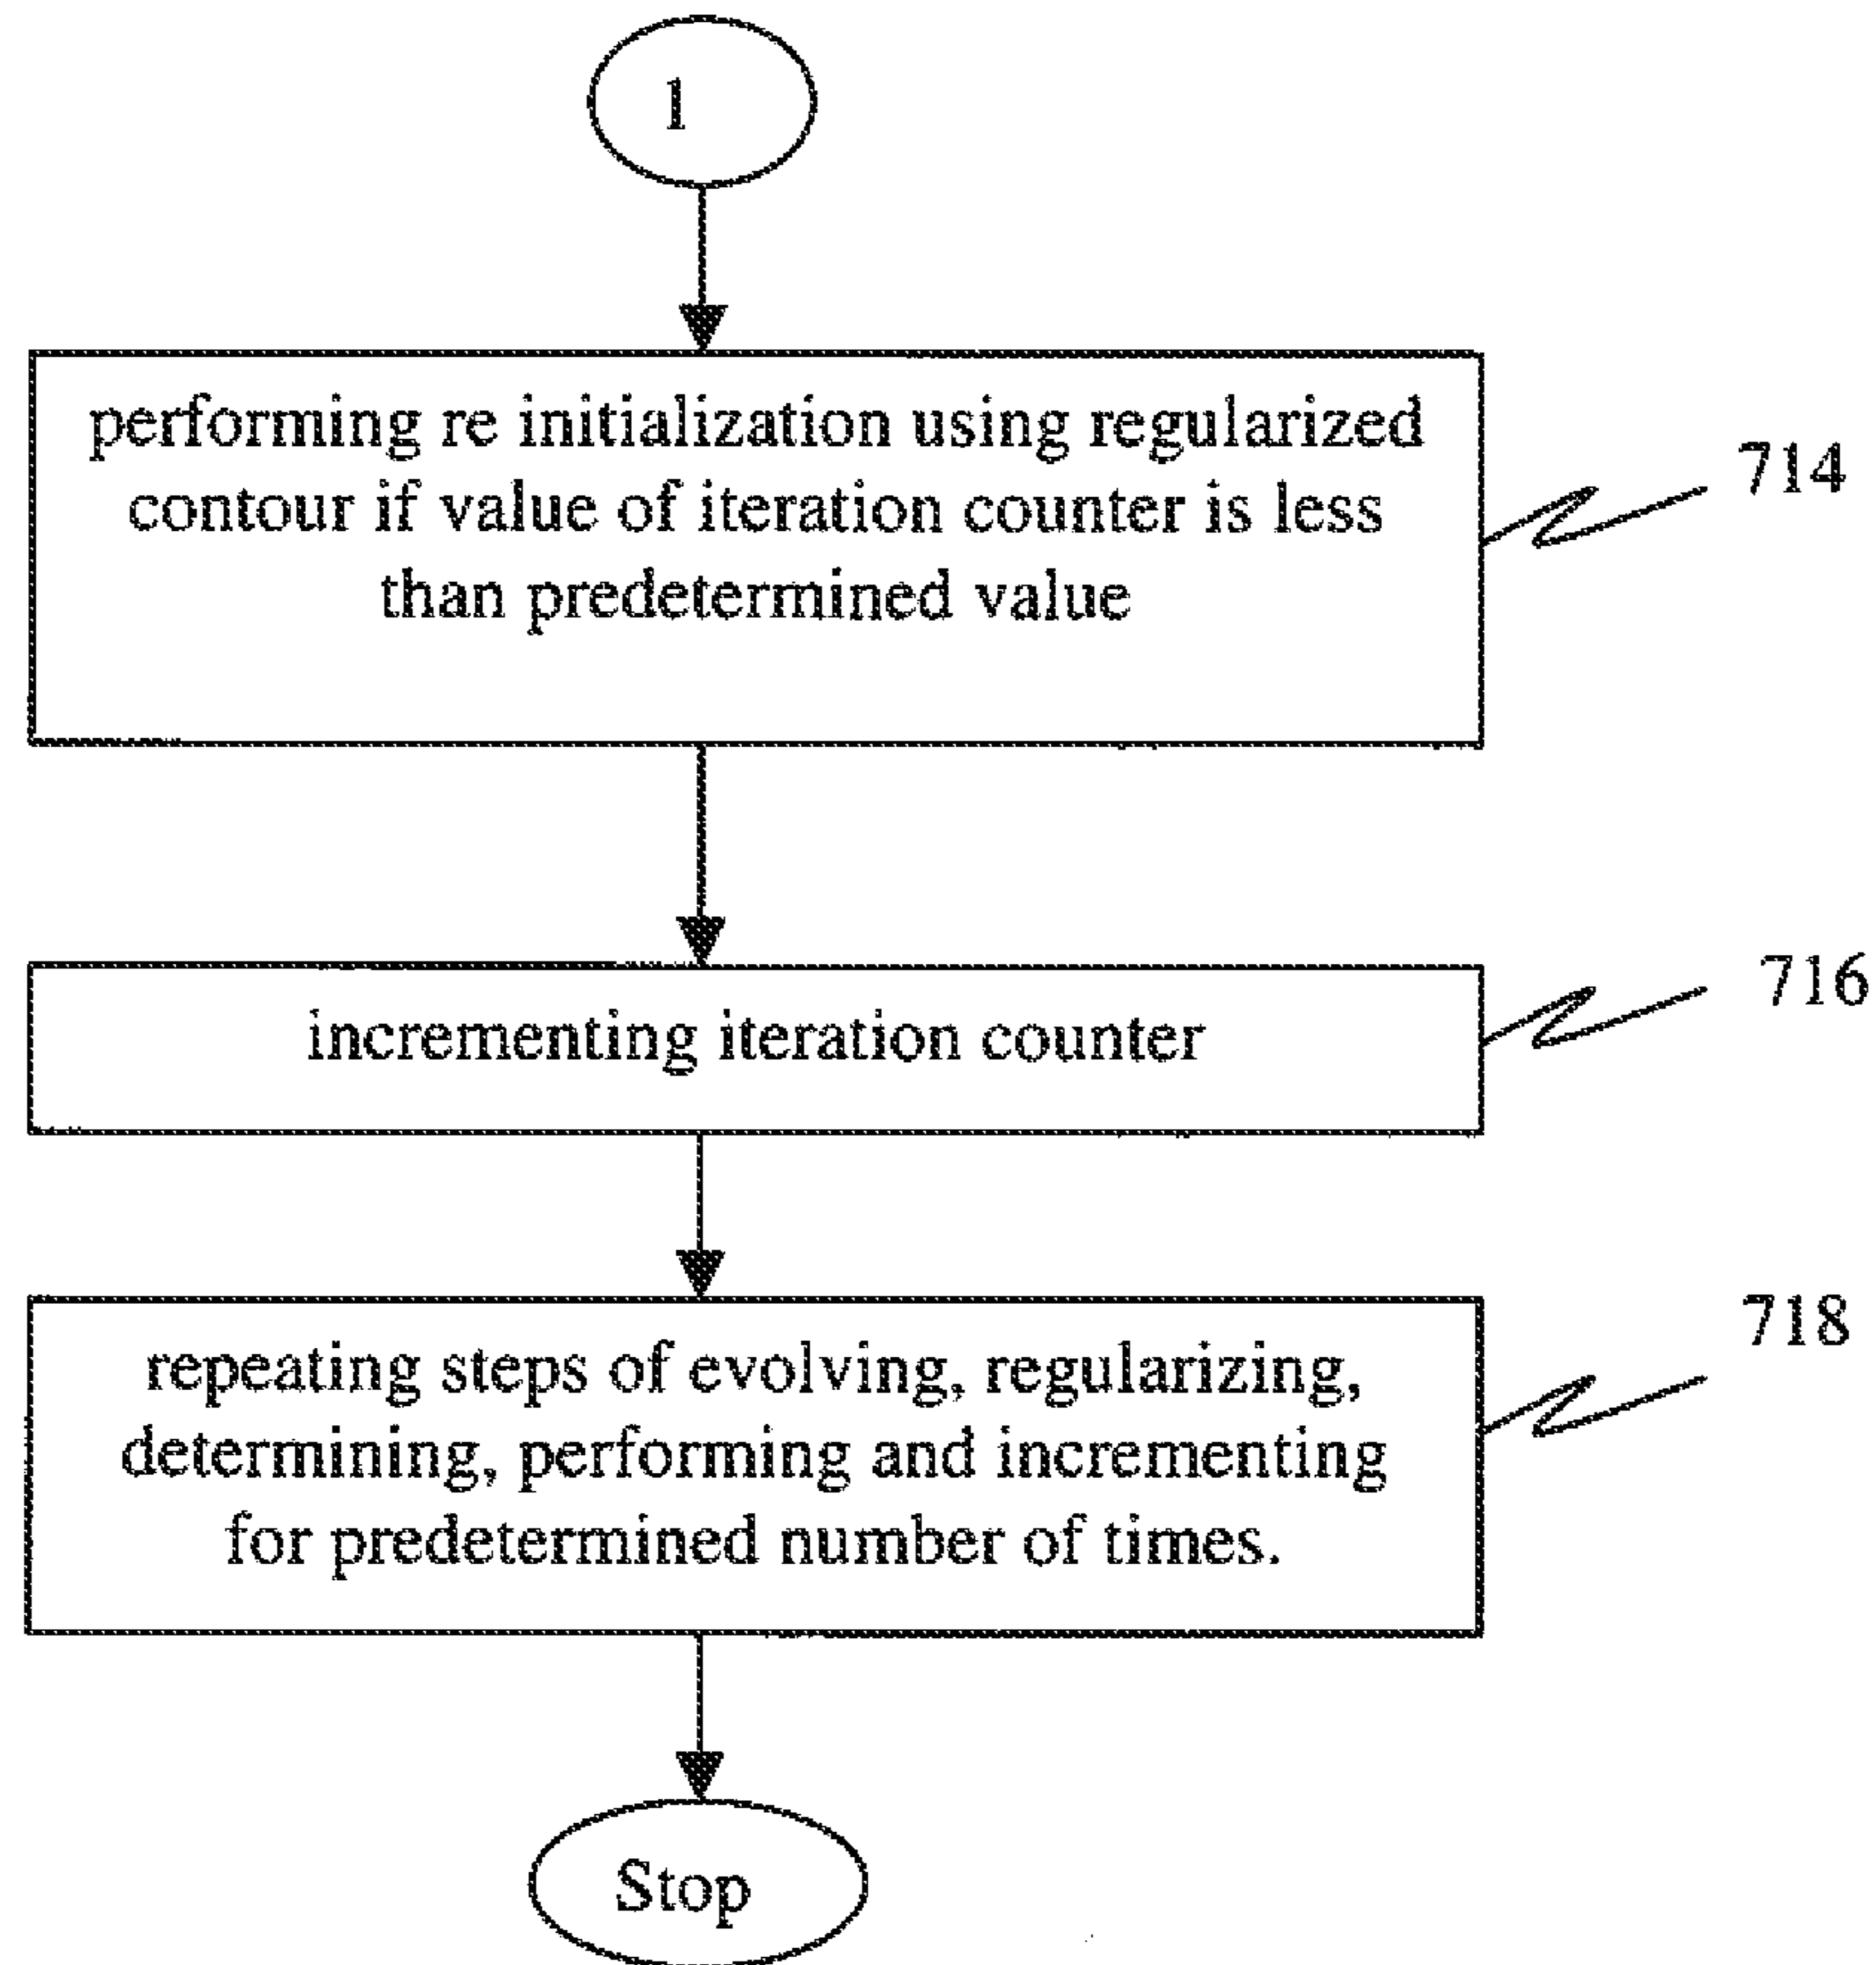 1
performing re initialization using regularized
contour if value of iteration counter is less
than predetermined value
714
incrementing iteration counter
716
repeating steps of evolving, regularizing,
determining, performing and incrementing
for predetermined number of times.
718
Stop